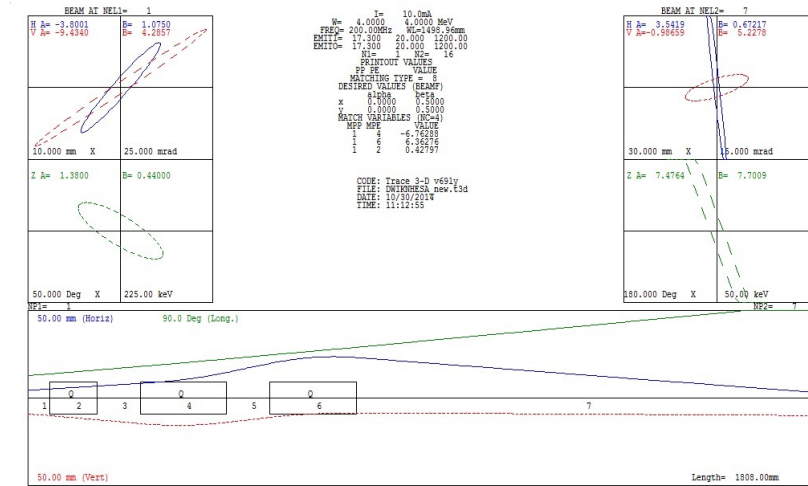 BEAM AT NEL1= 1
H A= -3.8001 B= 1.0750
V A= -9.4340 B= 4.2857
10.000 mm X 25.000 mrad
Z A= 1.3800 B= 0.44000
50.000 Deg X 225.00 keV
I= 10.0mA
W= 4.0000 4.0000 MeV
FREQ= 200.00MHz WL=1498.96mm
EMITI= 17.300 20.000 1200.00
EMITO= 17.300 20.000 1200.00
N1= 1 N2= 16
PRINTOUT VALUES
PP PE VALUE
MATCHING TYPE = 8
DESIRED VALUES (BEAMF)
alpha beta
x 0.0000 0.5000
y 0.0000 0.5000
MATCH VARIABLES (NC=4)
MPP MPE VALUE
1 4 -6.76288
1 6 6.36276
1 2 0.42797
CODE: Trace 3-D v69ly
FILE: DWIKNHESA new.t3d
DATE: 10/30/2014
TIME: 11:12:55
BEAM AT NEL2= 7
H A= 3.5419 B= 0.67217
V A=-0.98659 B= 5.2278
30.000 mm X 15.000 mrad
Z A= 7.4764 B= 7.7009
180.000 Deg X 50.00 keV
NP1= 1
NP2= 7
50.00 mm (Horiz) 90.0 Deg (Long.)
Q Q Q
1 2 3 4 5 6 7
50.00 mm (Vert)
Length= 1808.00mm